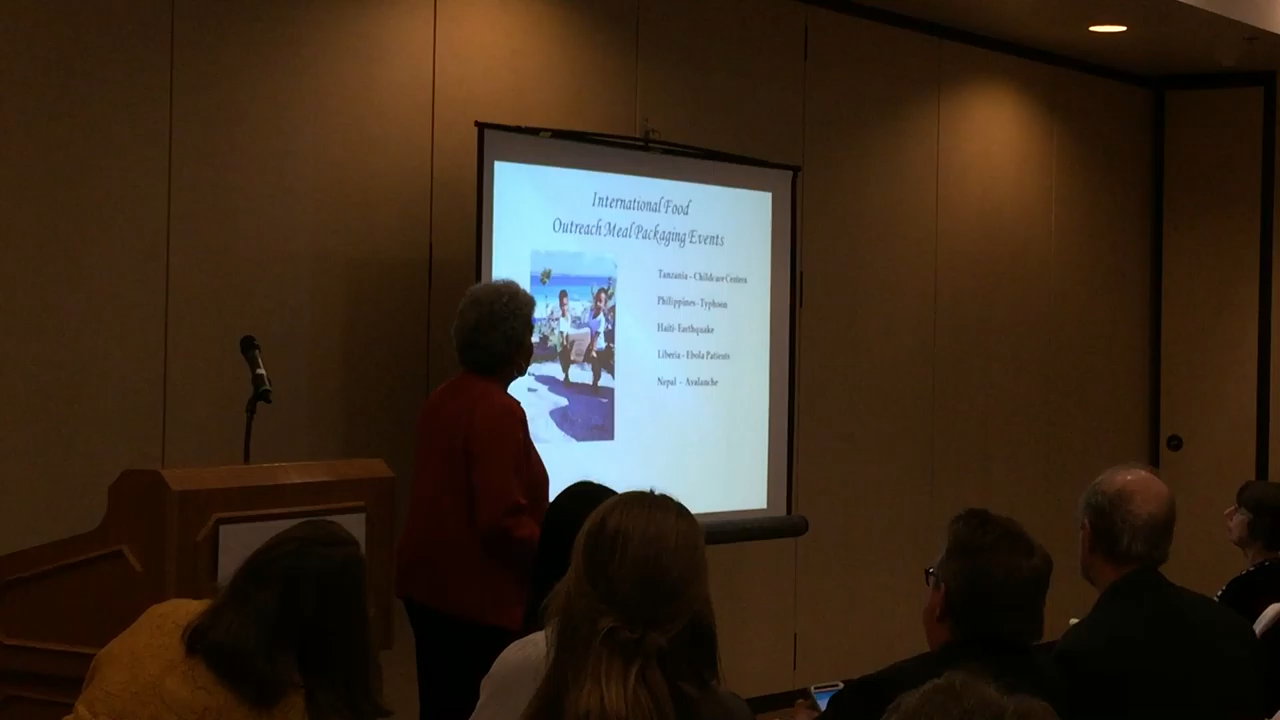 International Food
Outreach Meal Packaging Events
Tanzania - Childcare Centers
Philippines - Typhoon
Haiti- Earthquake
Liberia - Ebola Patients
Nepal - Avalanche